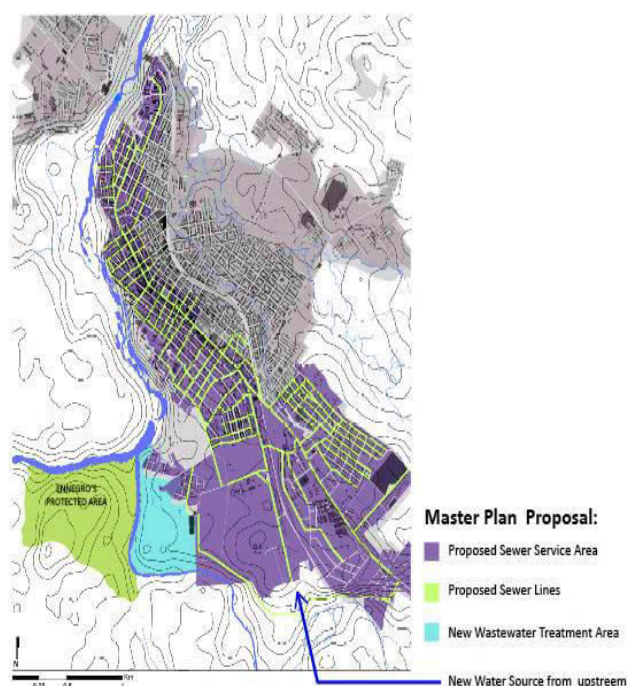 ENNEGRO'S
PROTECTED AREA
Master Plan Proposal:
Proposed Sewer Service Area
Proposed Sewer Lines
New Wastewater Treatment Area
New Water Source from upstreem
N
Km